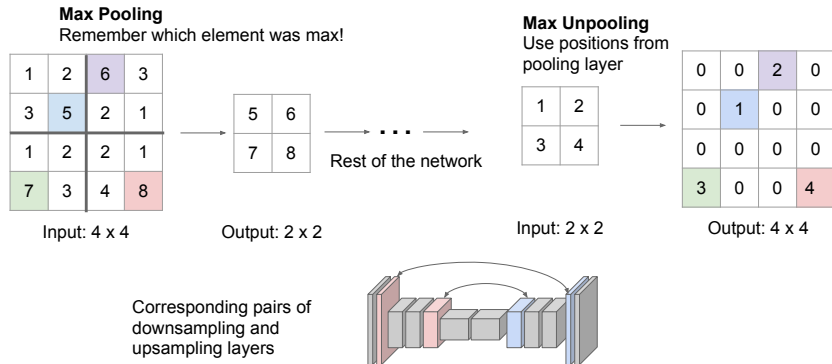 Max Pooling
Remember which element was max!
1 2 6 3
3 5 2 1
1 2 2 1
7 3 4 8
Input: 4 x 4
5 6
7 8
Output: 2 x 2
...
Rest of the network
Max Unpooling
Use positions from
pooling layer
1 2
3 4
Input: 2 x 2
0 0 2 0
0 1 0 0
0 0 0 0
3 0 0 4
Output: 4 x 4
Corresponding pairs of
downsampling and
upsampling layers